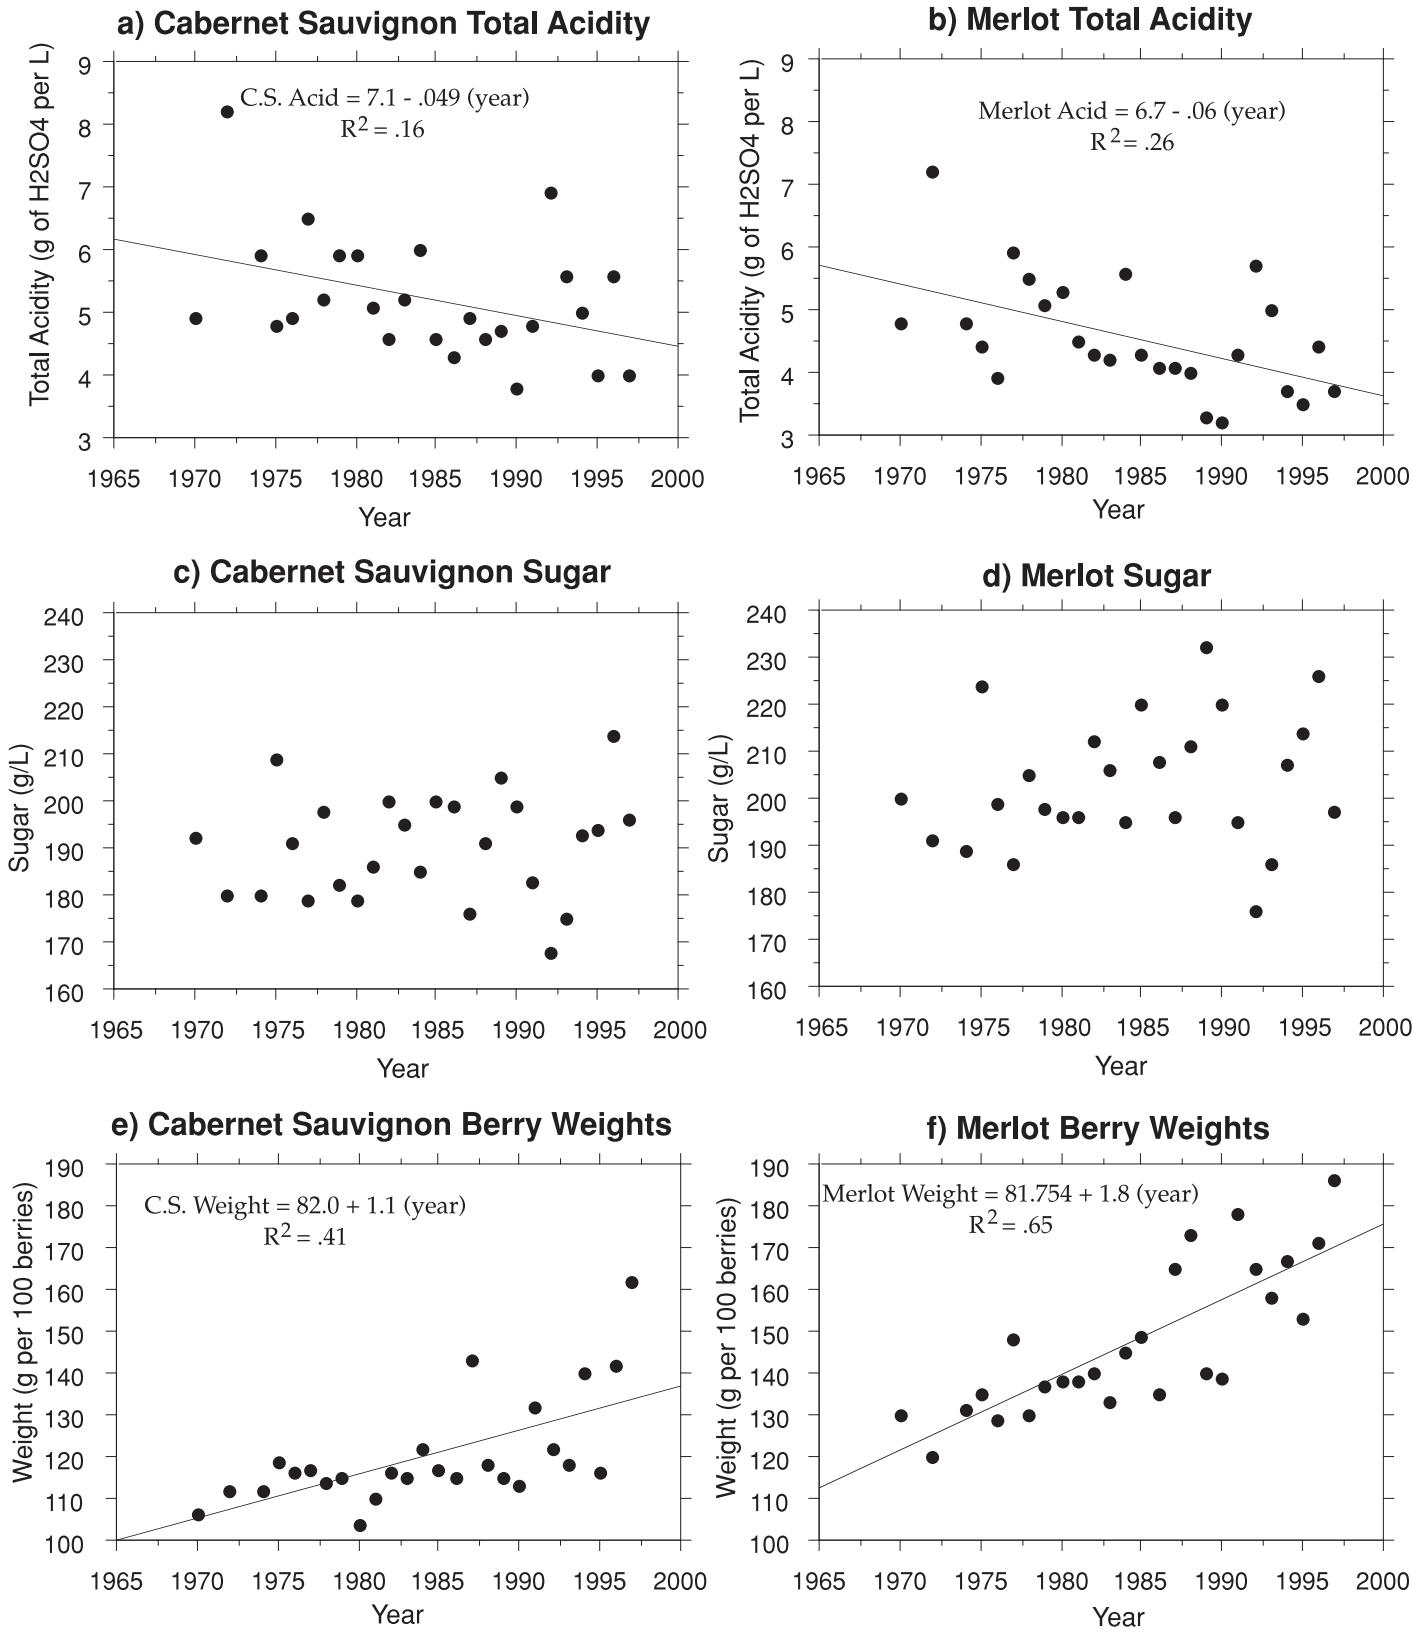 a) Cabernet Sauvignon Total Acidity
Total Acidity (g of H2SO4 per L)
9
8
7
6
5
4
3
C.S. Acid = 7.1 - .049 (year)
R2 = .16
1965 1970 1975 1980 1985 1990 1995 2000
Year
b) Merlot Total Acidity
Total Acidity (g of H2SO4 per L)
9
8
7
6
5
4
3
Merlot Acid = 6.7 - .06 (year)
R2 = .26
1965 1970 1975 1980 1985 1990 1995 2000
Year
c) Cabernet Sauvignon Sugar
Sugar (g/L)
240
230
220
210
200
190
180
170
160
1965 1970 1975 1980 1985 1990 1995 2000
Year
d) Merlot Sugar
Sugar (g/L)
240
230
220
210
200
190
180
170
160
1965 1970 1975 1980 1985 1990 1995 2000
Year
e) Cabernet Sauvignon Berry Weights
Weight (g per 100 berries)
190
180
170
160
150
140
130
120
110
100
C.S. Weight = 82.0 + 1.1 (year)
R2 = .41
1965 1970 1975 1980 1985 1990 1995 2000
Year
f) Merlot Berry Weights
Weight (g per 100 berries)
190
180
170
160
150
140
130
120
110
100
Merlot Weight = 81.754 + 1.8 (year)
R2 = .65
1965 1970 1975 1980 1985 1990 1995 2000
Year